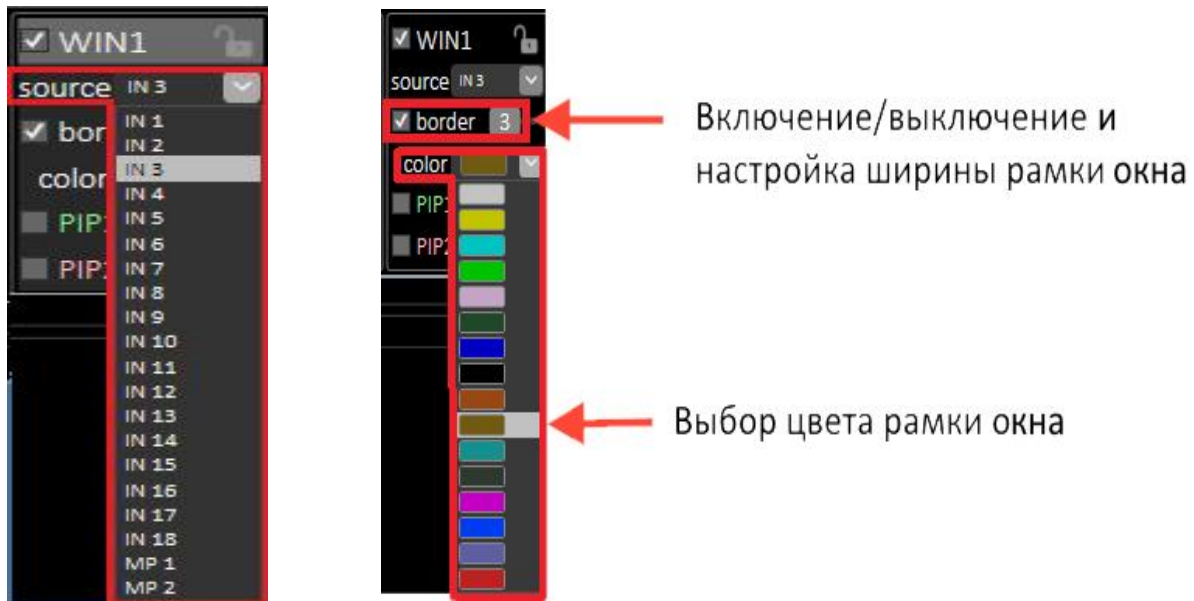 WIN1
source IN 3
bor
color
PIP
PIP
IN 1
IN 2
IN 3
IN 4
IN 5
IN 6
IN 7
IN 8
IN 9
IN 10
IN 11
IN 12
IN 13
IN 14
IN 15
IN 16
IN 17
IN 18
MP 1
MP 2
WIN1
source IN 3
border 3
color
PIP1
PIP2
Включение/выключение и
настройка ширины рамки окна
Выбор цвета рамки окна